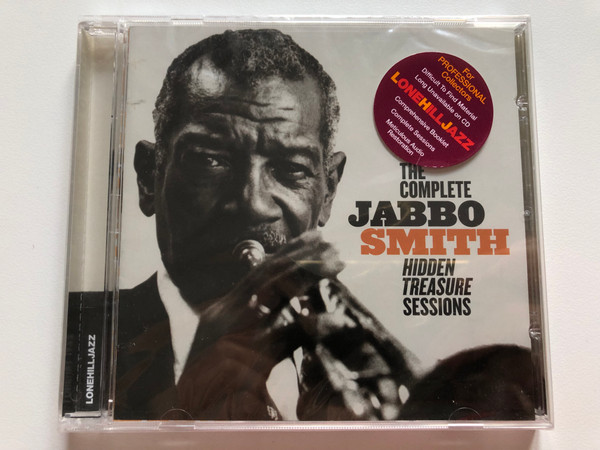 For
PROFESSIONAL
Collectors
Difficult To Find Material
Long Unavailable on CD
LONEHILLJAZZ
Comprehensive Booklet
Complete Sessions
Meticulous Audio
Restoration
THE
COMPLETE
JABBO
SMITH
HIDDEN
TREASURE
SESSIONS
LONEHILLJAZZ